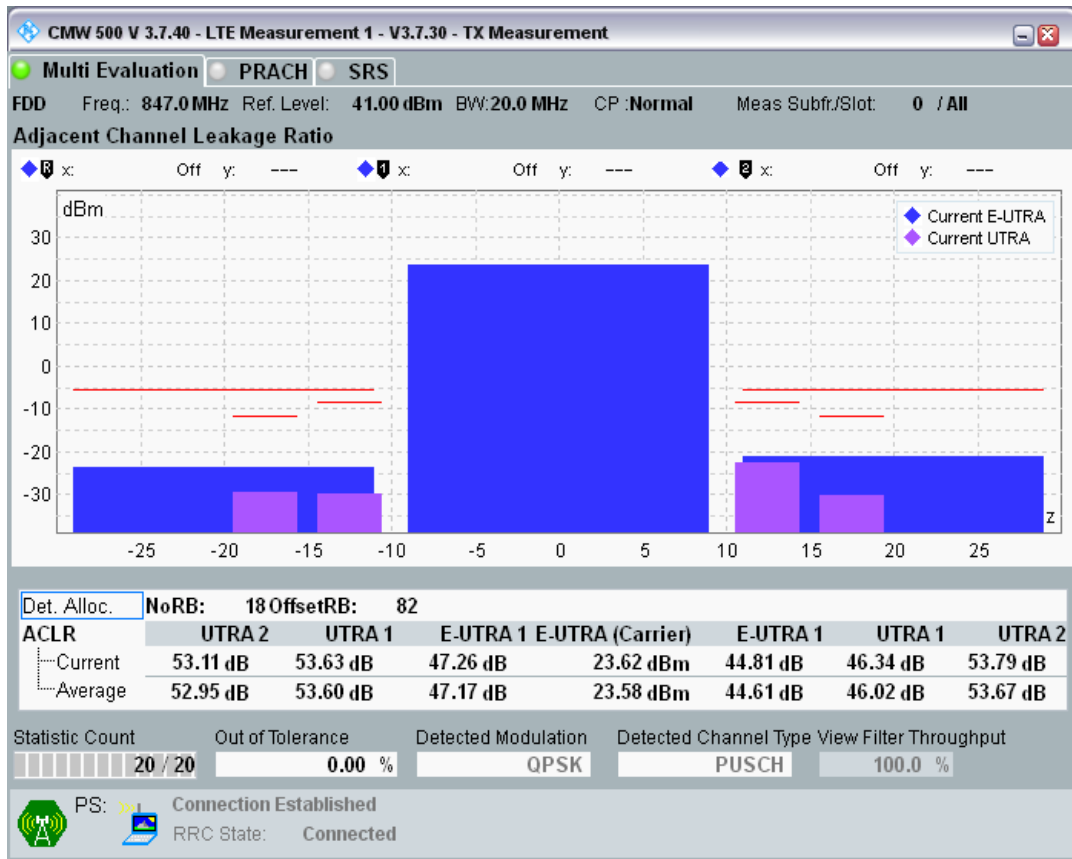 CMW 500 V 3.7.40 - LTE Measurement 1 - V3.7.30 - TX Measurement
Multi Evaluation PRACH SRS
FDD Freq.: 847.0 MHz Ref. Level: 41.00 dBm BW: 20.0 MHz CP :Normal Meas Subfr./Slot: 0 / All
Adjacent Channel Leakage Ratio
R x: Off y: --- 1 x: Off y: --- 2 x: Off y: ---
dBm
Current E-UTRA
Current UTRA
30
20
10
0
-10
-20
-30
z
-25 -20 -15 -10 -5 0 5 10 15 20 25
Det. Alloc. NoRB: 18 OffsetRB: 82
ACLR UTRA 2 UTRA 1 E-UTRA 1 E-UTRA (Carrier) E-UTRA 1 UTRA 1 UTRA 2
Current 53.11 dB 53.63 dB 47.26 dB 23.62 dBm 44.81 dB 46.34 dB 53.79 dB
Average 52.95 dB 53.60 dB 47.17 dB 23.58 dBm 44.61 dB 46.02 dB 53.67 dB
Statistic Count Out of Tolerance Detected Modulation Detected Channel Type View Filter Throughput
20 / 20 0.00 % QPSK PUSCH 100.0 %
PS: Connection Established
RRC State: Connected